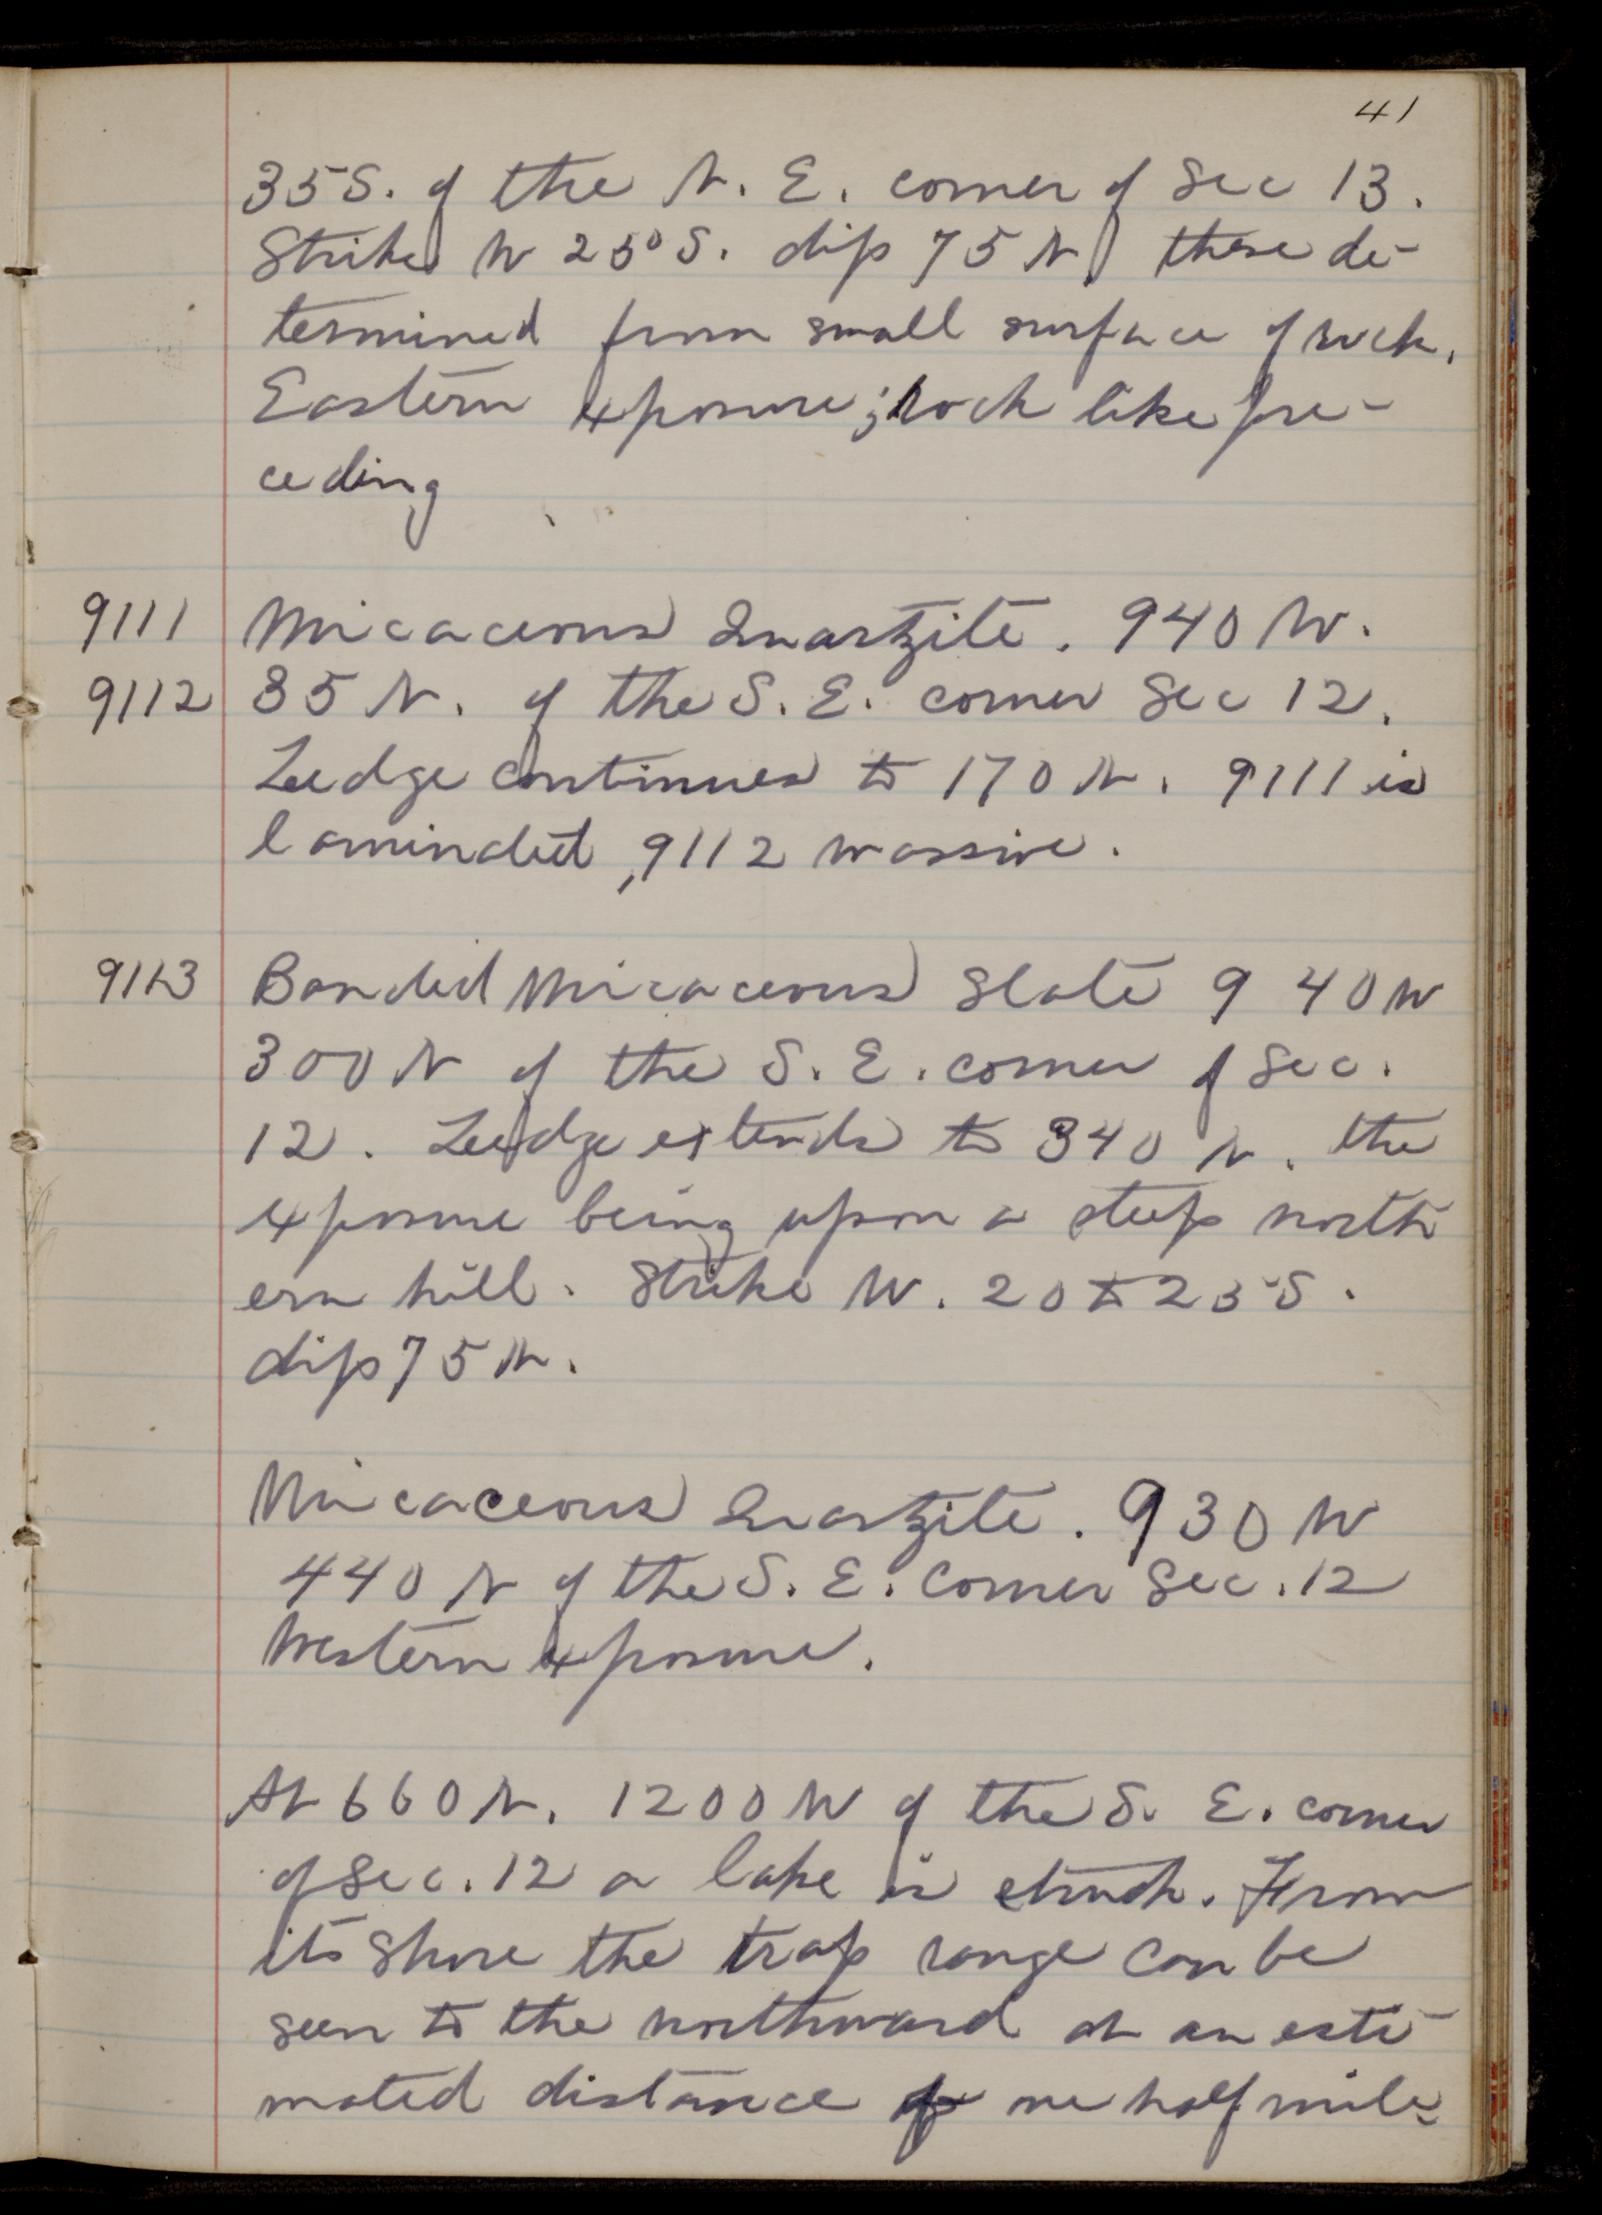 41
35 S. of the N. E. corner of Sec 13.
Strike W 25° S. dip 75 N, these de-
termined from small surface of rock.
Eastern exposure; rock like pre-
ceding
9111 Micaceous Quartzite. 940 W.
9112 35 N. of the S. E. corner Sec 12.
Ledge continues to 170 N. 9111 is
laminated, 9112 massive.
9113 Banded Micaceous Slate 940 W
300 N of the S. E. corner of Sec.
12. Ledge extends to 340 N. the
exposure being upon a steep north
ern hill. Strike W. 20 to 25 S.
dip 75 N.
Micaceous Quartzite. 930 W
440 N of the S. E. Corner Sec. 12
Western exposure.
At 660 N. 1200 W of the S. E. corner
of Sec. 12 a lake is struck. From
its shore the trap range can be
seen to the northward at an esti-
mated distance of one half mile